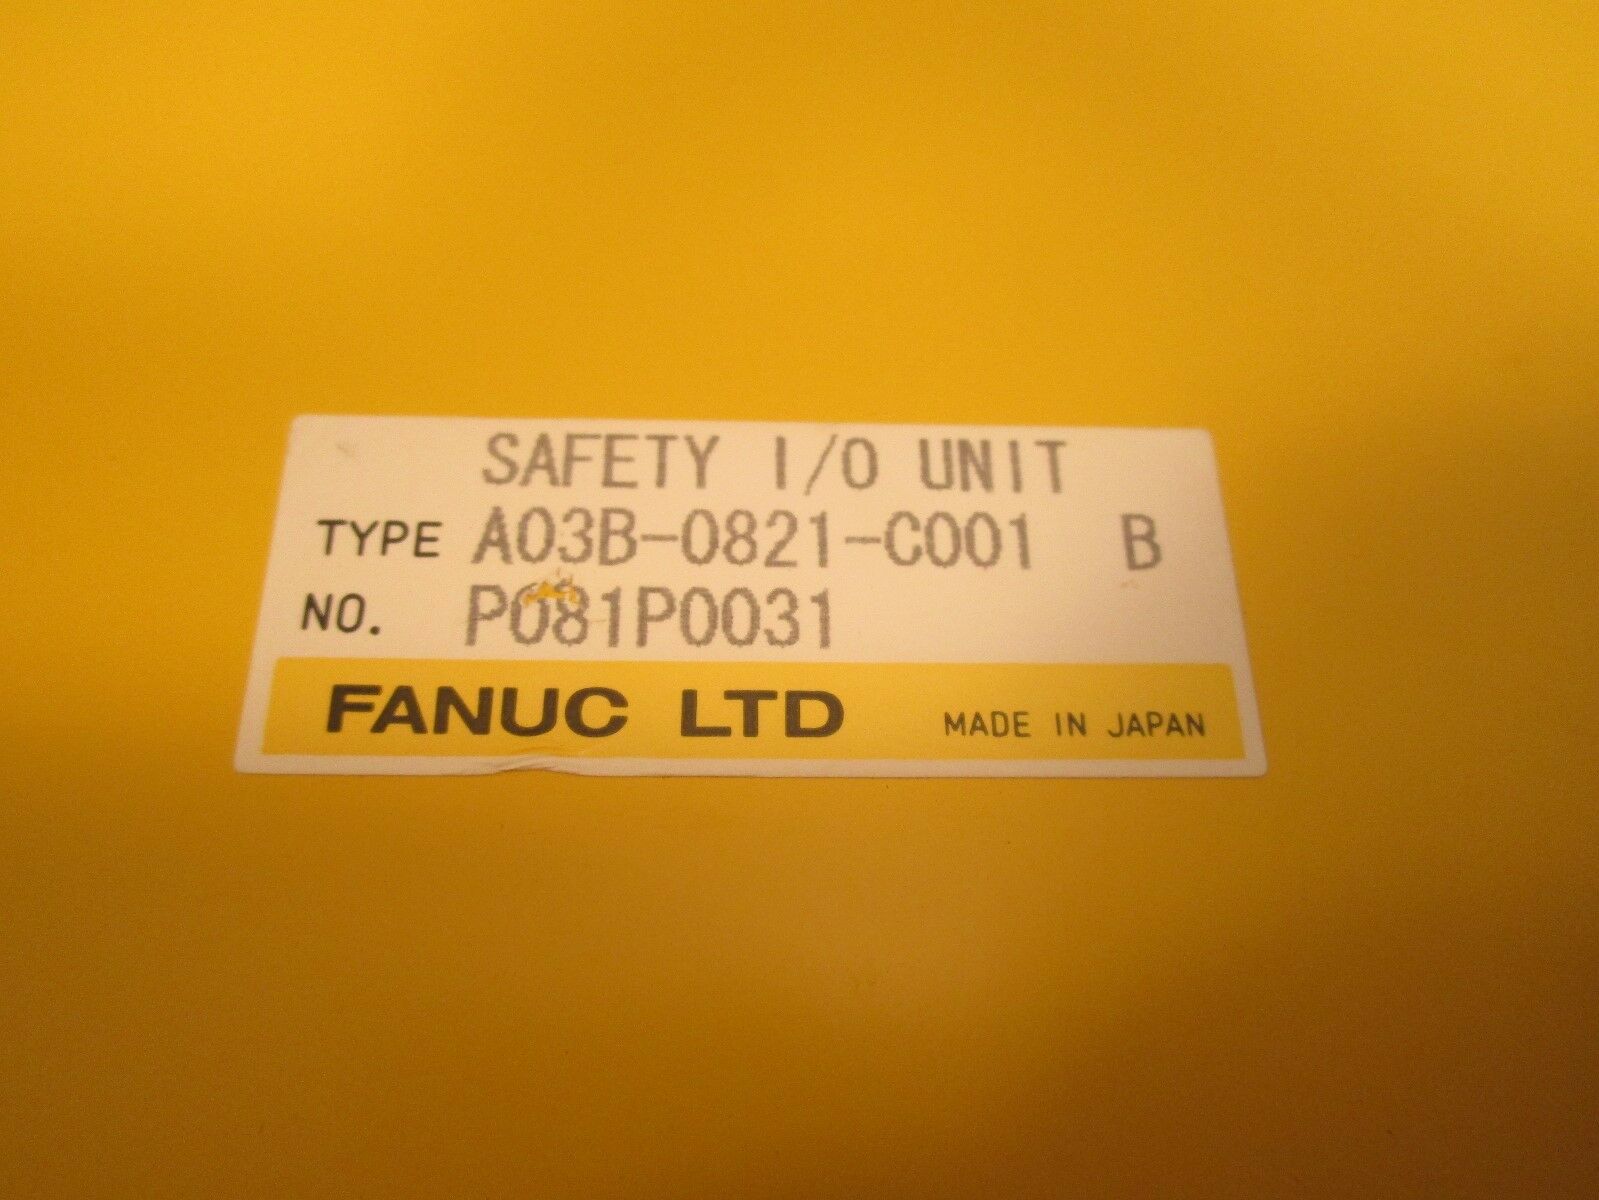 SAFETY I/O UNIT
TYPE A03B-0821-C001 B
NO. P081P0031
FANUC LTD MADE IN JAPAN